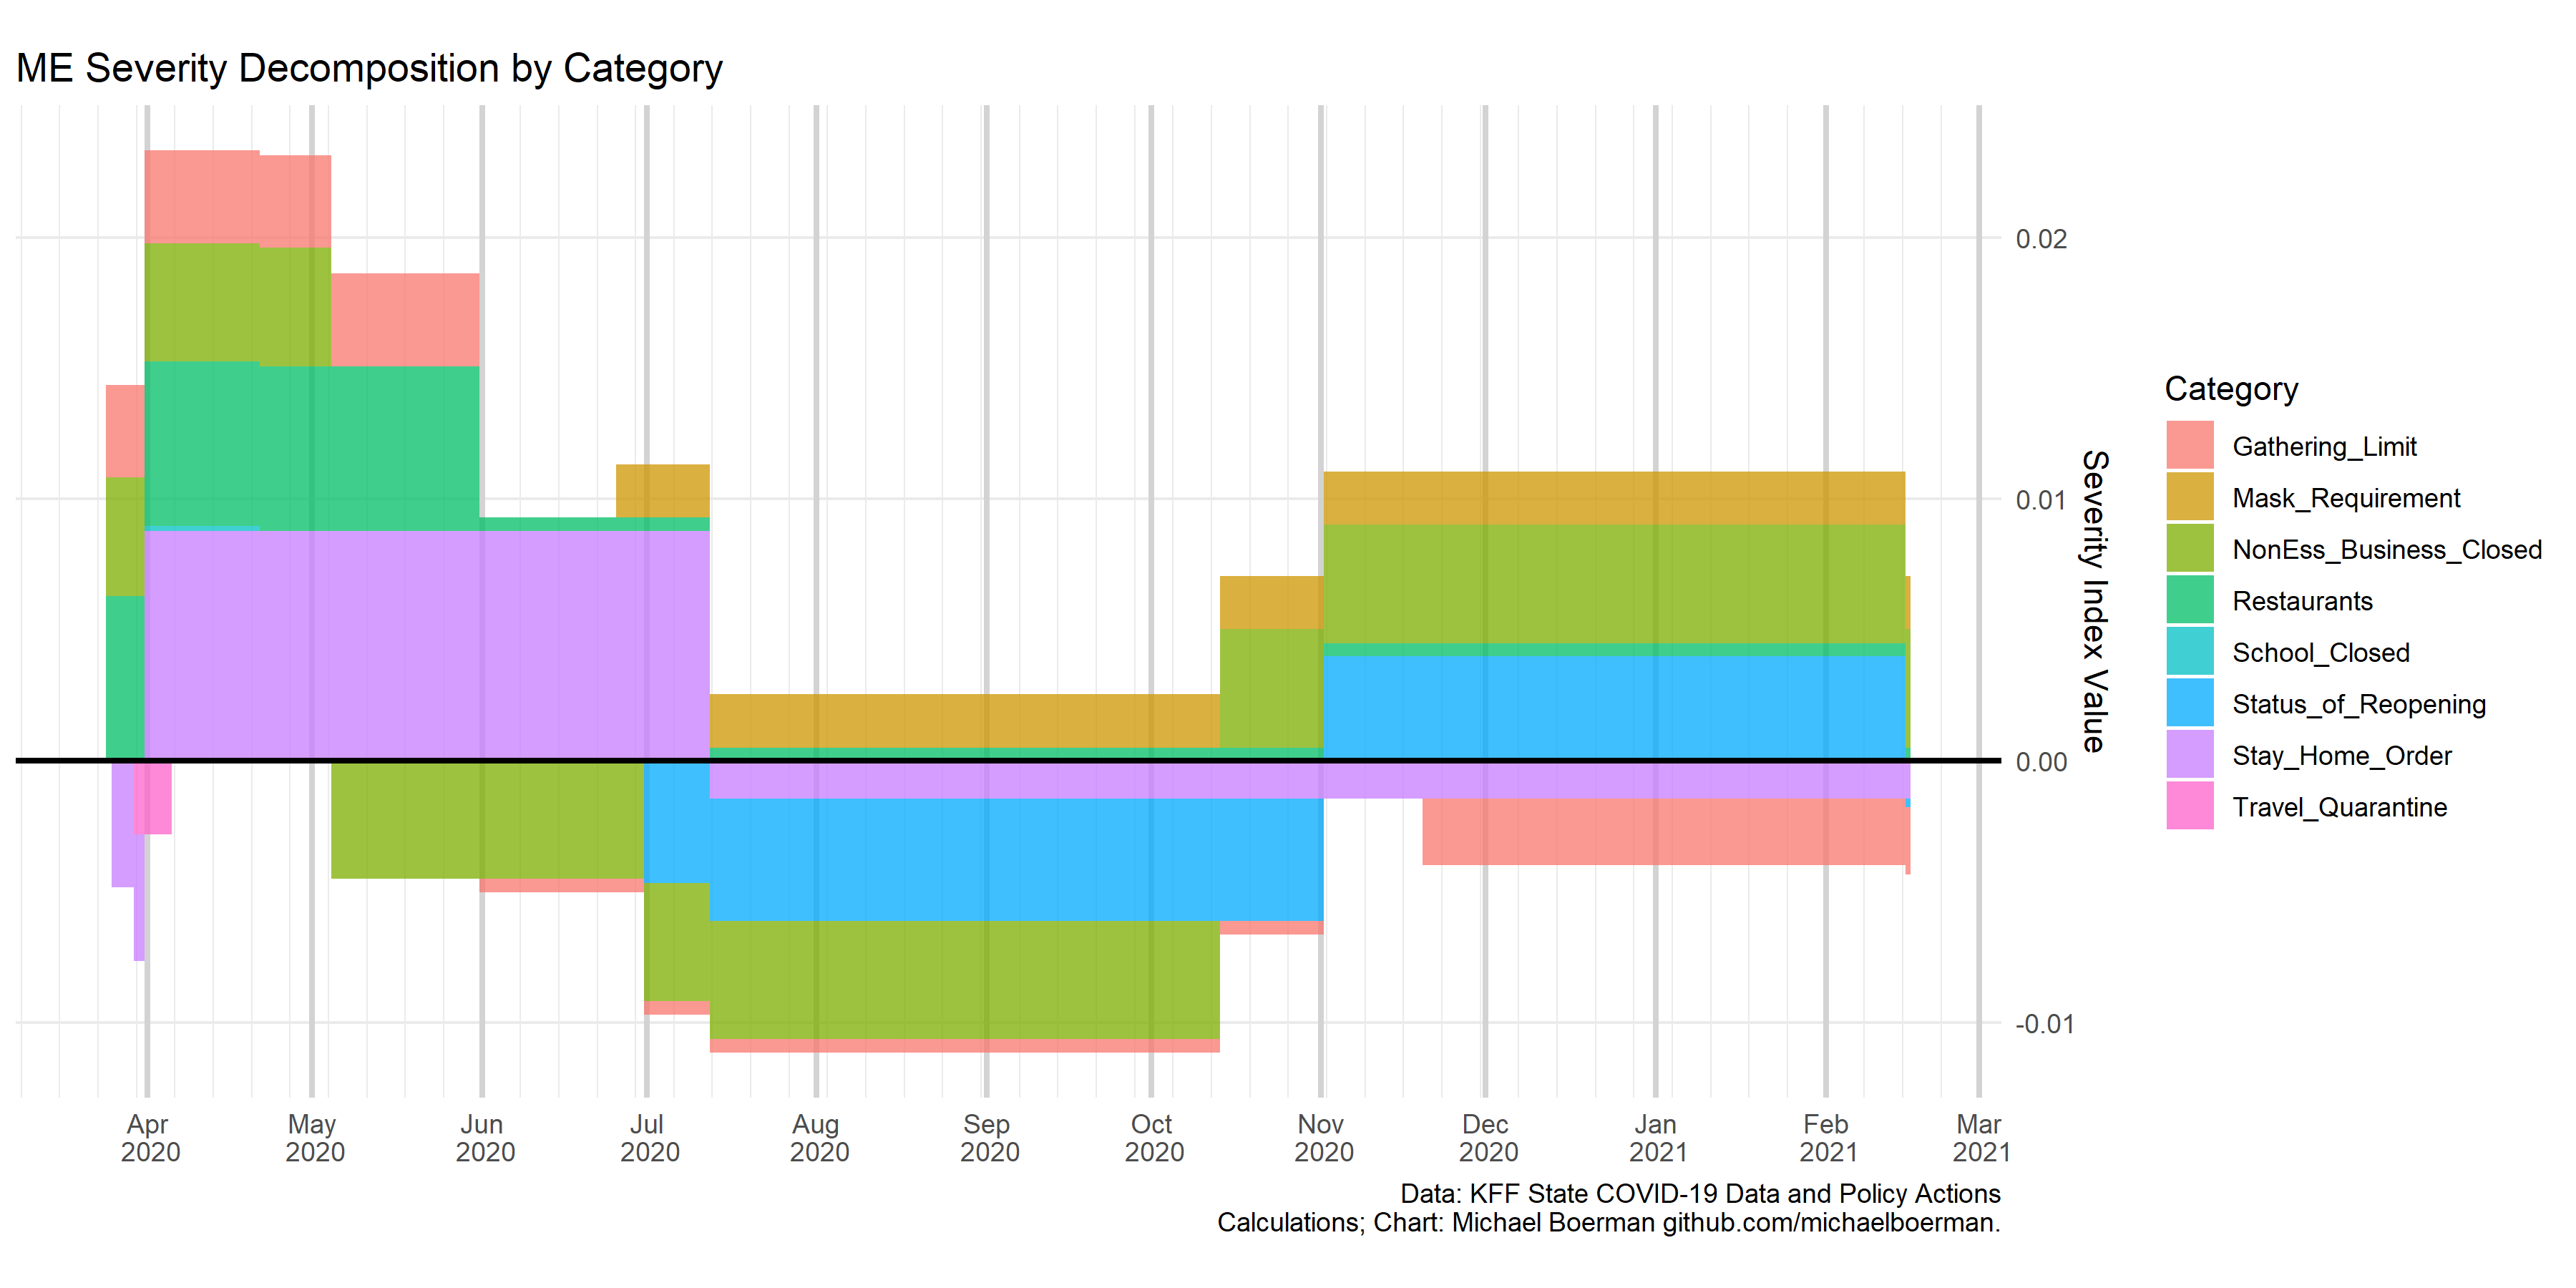 ME Severity Decomposition by Category
0.02
0.01
0.00
-0.01
Severity Index Value
Apr 2020
May 2020
Jun 2020
Jul 2020
Aug 2020
Sep 2020
Oct 2020
Nov 2020
Dec 2020
Jan 2021
Feb 2021
Mar 2021
Category
Gathering_Limit
Mask_Requirement
NonEss_Business_Closed
Restaurants
School_Closed
Status_of_Reopening
Stay_Home_Order
Travel_Quarantine
Data: KFF State COVID-19 Data and Policy Actions
Calculations; Chart: Michael Boerman github.com/michaelboerman.